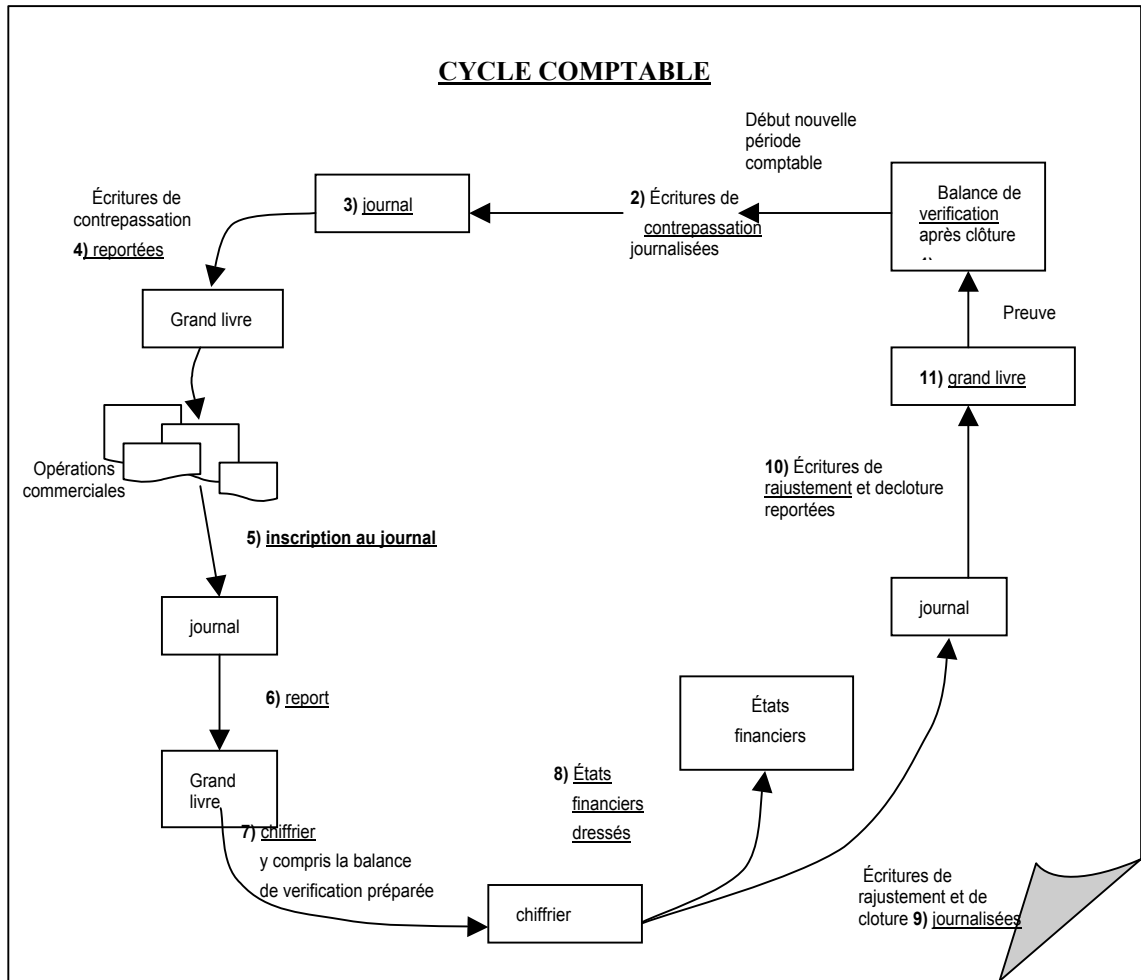 CYCLE COMPTABLE
Début nouvelle
période
comptable
Balance de
verification
après clôture
2) Écritures de
contrepassation
journalisées
3) journal
Écritures de
contrepassation
4) reportées
Grand livre
Opérations
commerciales
5) inscription au journal
journal
6) report
Grand
livre
7) chiffrier
y compris la balance
de verification préparée
chiffrier
8) États
financiers
dressés
États
financiers
Écritures de
rajustement et de
cloture 9) journalisées
journal
10) Écritures de
rajustement et decloture
reportées
11) grand livre
Preuve